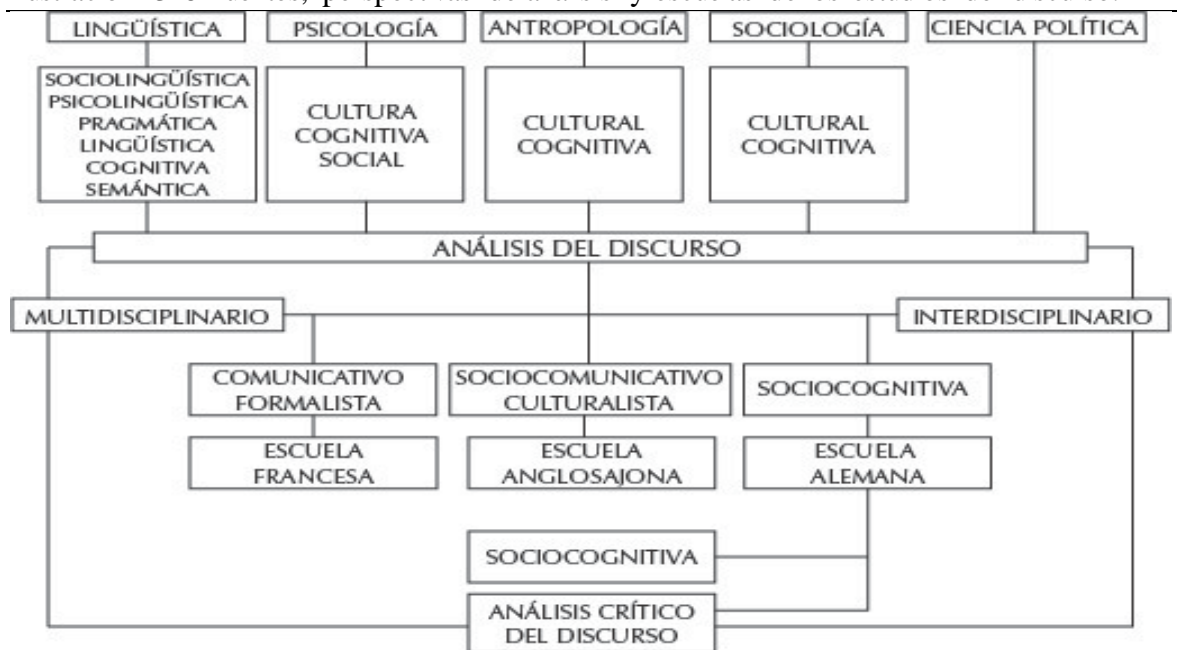 LINGÜÍSTICA
PSICOLOGÍA
ANTROPOLOGÍA
SOCIOLOGÍA
CIENCIA POLÍTICA
SOCIOLINGÜÍSTICA
PSICOLINGÜÍSTICA
PRAGMÁTICA
LINGÜÍSTICA
COGNITIVA
SEMÁNTICA
CULTURA
COGNITIVA
SOCIAL
CULTURAL
COGNITIVA
CULTURAL
COGNITIVA
ANÁLISIS DEL DISCURSO
MULTIDISCIPLINARIO
INTERDISCIPLINARIO
COMUNICATIVO
FORMALISTA
SOCIOCOMUNICATIVO
CULTURALISTA
SOCIOCOGNITIVA
ESCUELA
FRANCESA
ESCUELA
ANGLOSAJONA
ESCUELA
ALEMANA
SOCIOCOGNITIVA
ANÁLISIS CRÍTICO
DEL DISCURSO